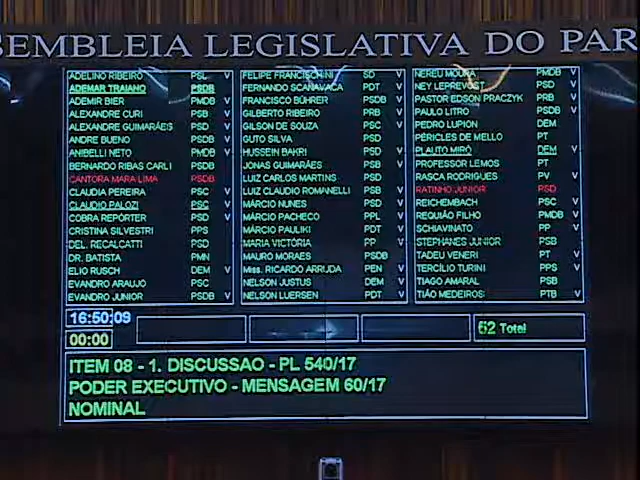 SEMBLEIA LEGISLATIVA DO PAR
ADELINO RIBEIRO PSL V
ADEMAR TRAIANO PSDB
ADEMIR BIER PMDB V
ALEXANDRE CURI PSB V
ALEXANDRE GUIMARÃES PSD V
ANDRE BUENO PSDB V
ANIBELLI NETO PMDB V
BERNARDO RIBAS CARLI PSDB
CANTORA MARA LIMA PSDB
CLAUDIA PEREIRA PSC V
CLAUDIO PALOZI PSC V
COBRA REPÓRTER PSD V
CRISTINA SILVESTRI PPS
DEL. RECALCATTI PSD
DR. BATISTA PMN
ELIO RUSCH DEM V
EVANDRO ARAUJO PSC
EVANDRO JUNIOR PSDB V
FELIPE FRANCISCHINI SD V
FERNANDO SCANAVACA PDT V
FRANCISCO BÜHRER PSDB V
GILBERTO RIBEIRO PRB V
GILSON DE SOUZA PSC V
GUTO SILVA PSD
HUSSEIN BAKRI PSD V
JONAS GUIMARÃES PSB V
LUIZ CARLOS MARTINS PSD
LUIZ CLAUDIO ROMANELLI PSB V
MÁRCIO NUNES PSD V
MÁRCIO PACHECO PPL V
MÁRCIO PAULIKI PDT V
MARIA VICTÓRIA PP V
MAURO MORAES PSDB
Miss. RICARDO ARRUDA PEN V
NELSON JUSTUS DEM V
NELSON LUERSEN PDT V
NEREU MOURA PMDB V
NEY LEPREVOST PSD V
PASTOR EDSON PRACZYK PRB V
PAULO LITRO PSDB V
PEDRO LUPION DEM
PÉRICLES DE MELLO PT
PLAUTO MIRÓ DEM V
PROFESSOR LEMOS PT
RASCA RODRIGUES PV V
RATINHO JUNIOR PSD
REICHEMBACH PSC V
REQUIÃO FILHO PMDB V
SCHIAVINATO PP V
STEPHANES JUNIOR PSB
TADEU VENERI PT V
TERCÍLIO TURINI PPS V
TIAGO AMARAL PSB
TIÃO MEDEIROS PTB V
16:50:09
00:00
52 Total
ITEM 08 - 1. DISCUSSAO - PL 540/17
PODER EXECUTIVO - MENSAGEM 60/17
NOMINAL